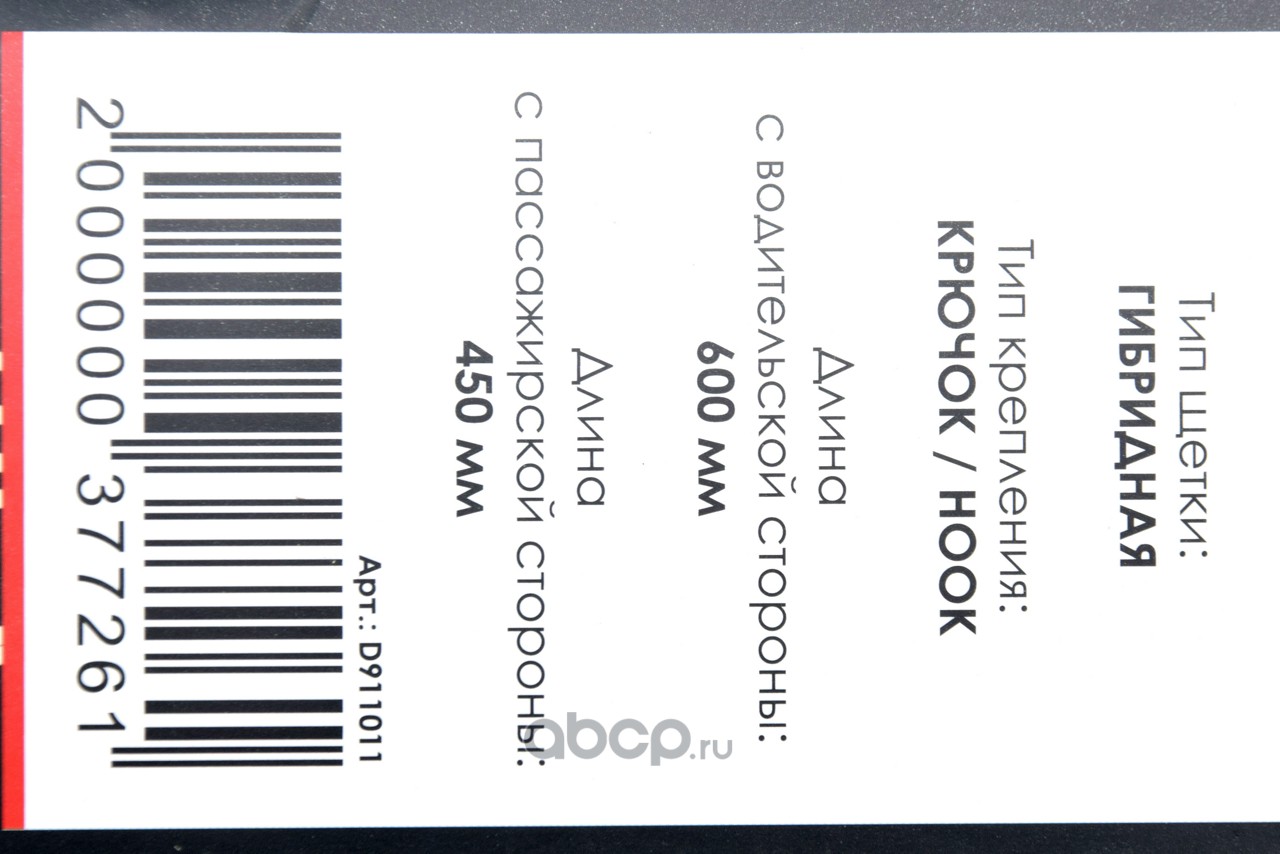 Тип щетки:
ГИБРИДНАЯ
Тип крепления:
КРЮЧОК / HOOK
Длина
с водительской стороны:
600 мм
Длина
с пассажирской стороны:
450 мм
Арт.: D911011
2 000000 377261
abcp.ru